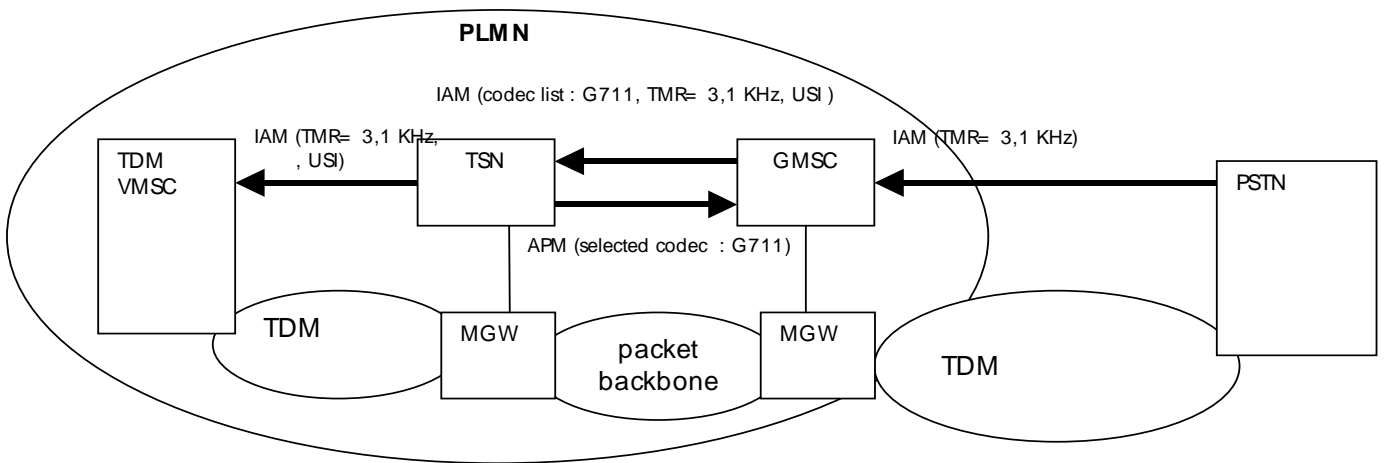 PLMN
IAM (codec list : G711, TMR= 3,1 KHz, USI )
IAM (TMR= 3,1 KHz,
, USI)
IAM (TMR= 3,1 KHz)
TDM
VMSC
TSN
GMSC
PSTN
APM (selected codec : G711)
TDM
MGW
packet
backbone
MGW
TDM